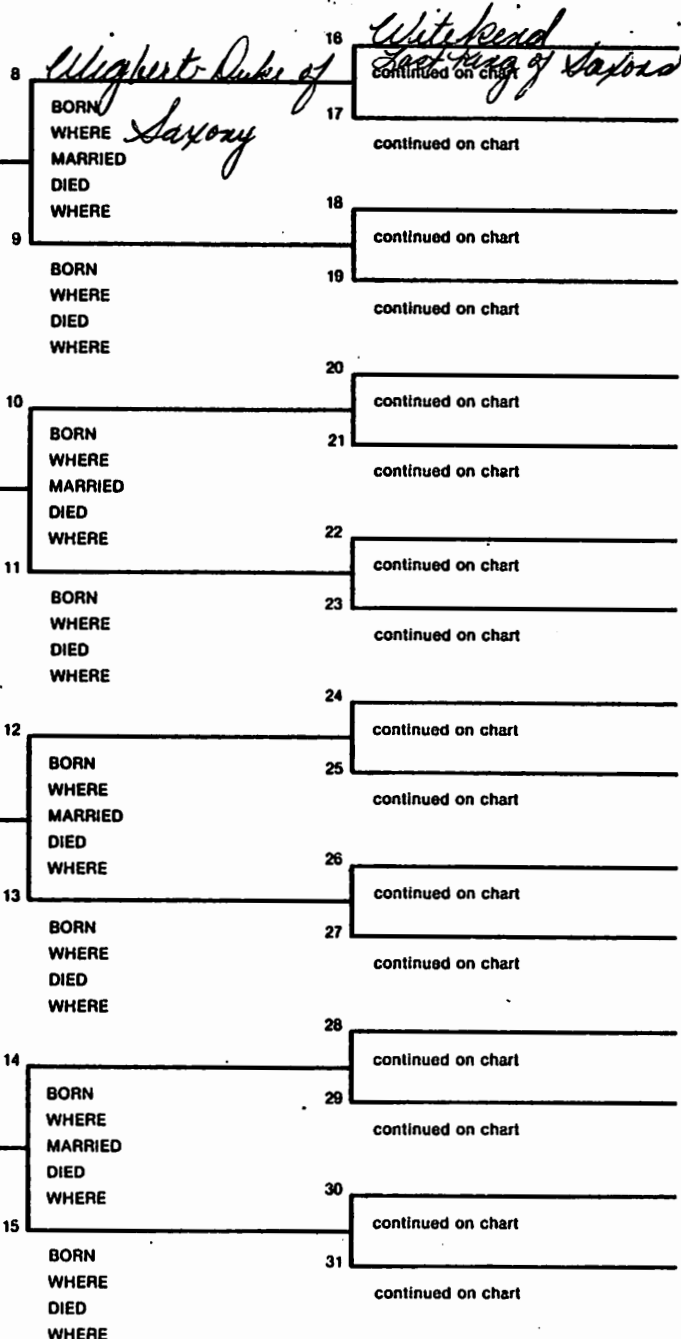 16 Witekend
Last King of Saxons
continued on chart
8 Wigbert Duke of
Saxony
BORN
WHERE
MARRIED
DIED
WHERE
17
continued on chart
18
continued on chart
9
BORN
WHERE
DIED
WHERE
19
continued on chart
20
continued on chart
10
BORN
WHERE
MARRIED
DIED
WHERE
21
continued on chart
22
continued on chart
11
BORN
WHERE
DIED
WHERE
23
continued on chart
24
continued on chart
12
BORN
WHERE
MARRIED
DIED
WHERE
25
continued on chart
26
continued on chart
13
BORN
WHERE
DIED
WHERE
27
continued on chart
28
continued on chart
14
BORN
WHERE
MARRIED
DIED
WHERE
29
continued on chart
30
continued on chart
15
BORN
WHERE
DIED
WHERE
31
continued on chart